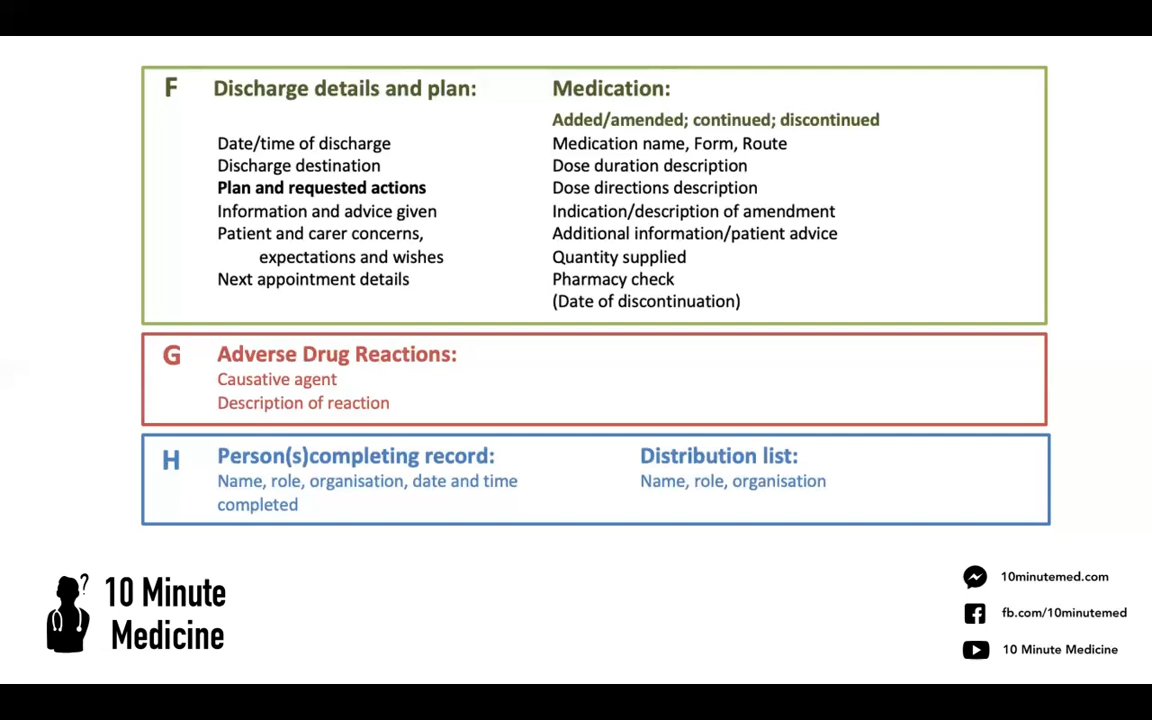 F
Discharge details and plan:
Date/time of discharge
Discharge destination
Plan and requested actions
Information and advice given
Patient and carer concerns,
expectations and wishes
Next appointment details
Medication:
Added/amended; continued; discontinued
Medication name, Form, Route
Dose duration description
Dose directions description
Indication/description of amendment
Additional information/patient advice
Quantity supplied
Pharmacy check
(Date of discontinuation)
G
Adverse Drug Reactions:
Causative agent
Description of reaction
H
Person(s)completing record:
Name, role, organisation, date and time
completed
Distribution list:
Name, role, organisation
?
10 Minute
Medicine
10minutemed.com
fb.com/10minutemed
10 Minute Medicine